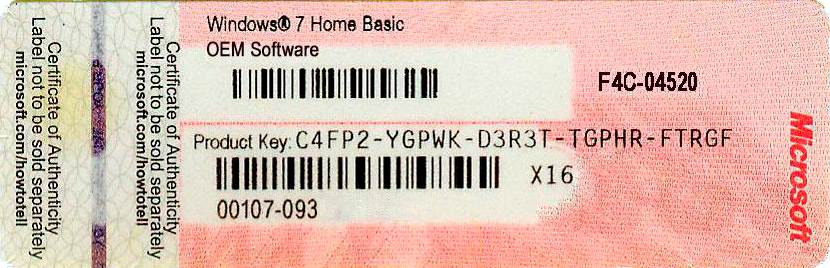 Certificate of Authenticity
Label not to be sold separately
microsoft.com/howtotell
Certificate of Authenticity
Label not to be sold separately
microsoft.com/howtotell
Windows® 7 Home Basic
OEM Software
F4C-04520
Product Key: C4FP2-YGPWK-D3R3T-TGPHR-FTRGF
X16
00107-093
Microsoft